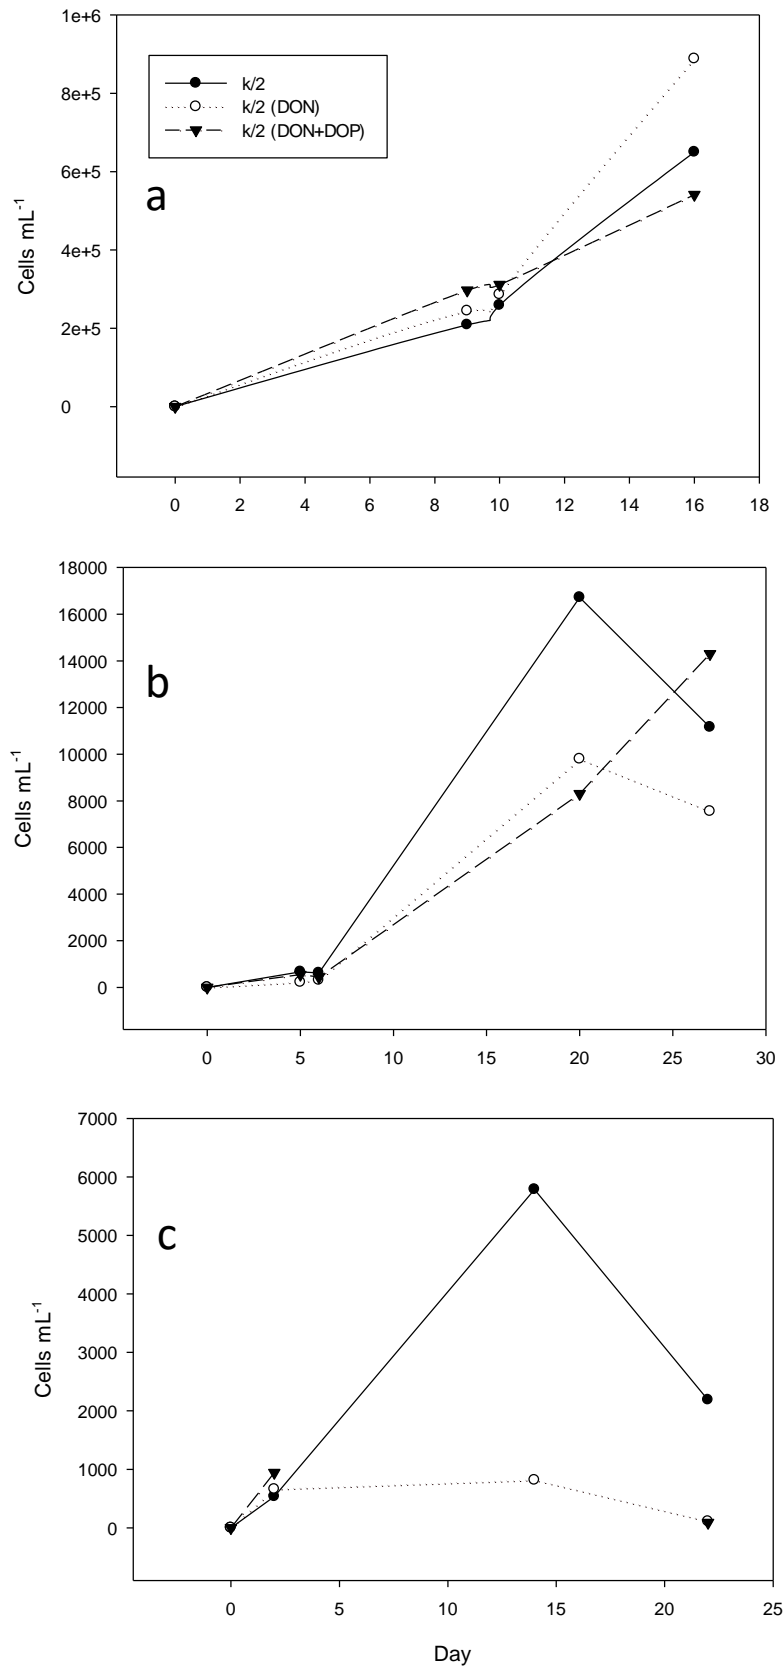 1e+6
8e+5
6e+5
4e+5
2e+5
0
Cells mL-1
k/2
k/2 (DON)
k/2 (DON+DOP)
a
0 2 4 6 8 10 12 14 16 18
18000
16000
14000
12000
10000
8000
6000
4000
2000
0
Cells mL-1
b
0 5 10 15 20 25 30
7000
6000
5000
4000
3000
2000
1000
0
Cells mL-1
c
0 5 10 15 20 25
Day